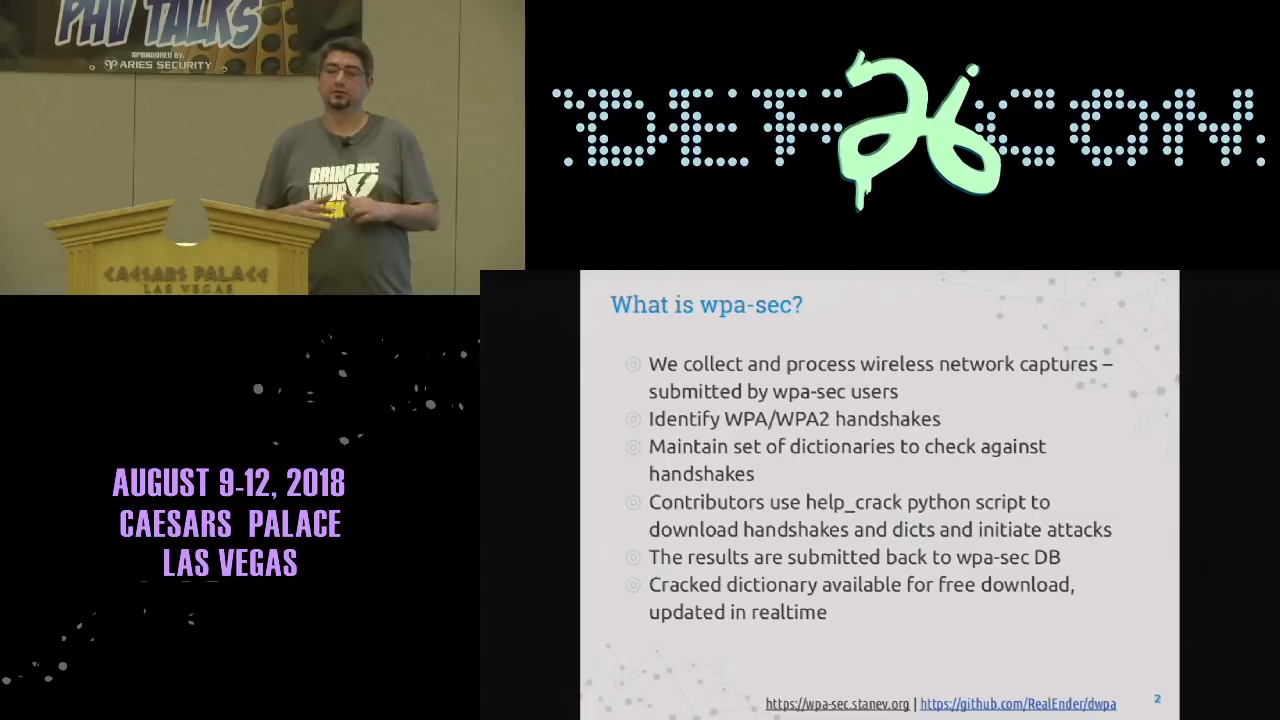 PHV TALKS
SPONSORED BY:
ARIES SECURITY
BRING ME
YOUR
CAESARS PALACE
LAS VEGAS
DEF CON
26
AUGUST 9-12, 2018
CAESARS PALACE
LAS VEGAS
What is wpa-sec?
We collect and process wireless network captures –
submitted by wpa-sec users
Identify WPA/WPA2 handshakes
Maintain set of dictionaries to check against
handshakes
Contributors use help_crack python script to
download handshakes and dicts and initiate attacks
The results are submitted back to wpa-sec DB
Cracked dictionary available for free download,
updated in realtime
https://wpa-sec.stanev.org | https://github.com/RealEnder/dwpa
2